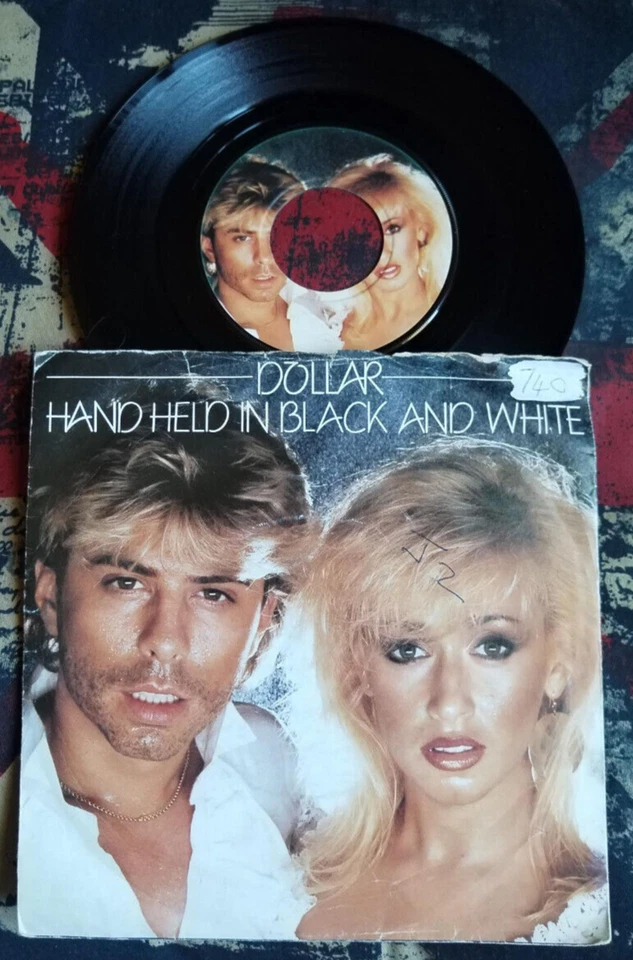 DOLLAR
HAND HELD IN BLACK AND WHITE
740